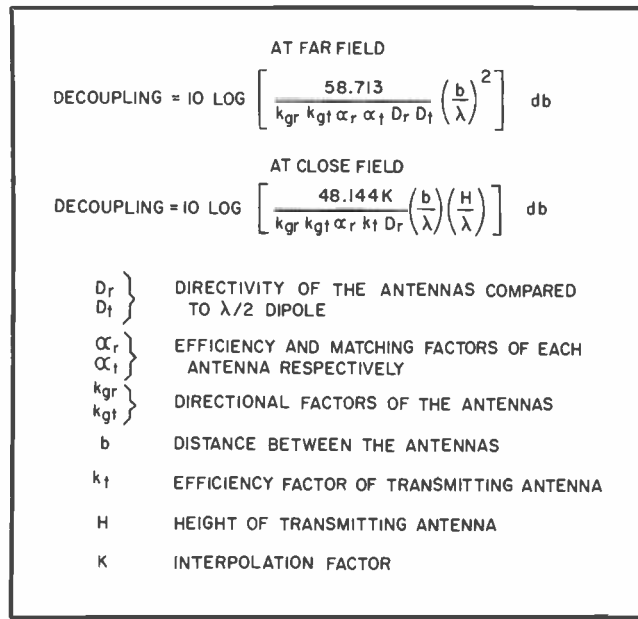 AT FAR FIELD
DECOUPLING = 10 LOG [ 58.713 / (kgr kgt αr αt Dr Dt) (b/λ)² ] db
AT CLOSE FIELD
DECOUPLING = 10 LOG [ 48.144K / (kgr kgt αr kt Dr) (b/λ) (H/λ) ] db
Dr } DIRECTIVITY OF THE ANTENNAS COMPARED
Dt } TO λ/2 DIPOLE
αr } EFFICIENCY AND MATCHING FACTORS OF EACH
αt } ANTENNA RESPECTIVELY
kgr
kgt } DIRECTIONAL FACTORS OF THE ANTENNAS
b DISTANCE BETWEEN THE ANTENNAS
kt EFFICIENCY FACTOR OF TRANSMITTING ANTENNA
H HEIGHT OF TRANSMITTING ANTENNA
K INTERPOLATION FACTOR